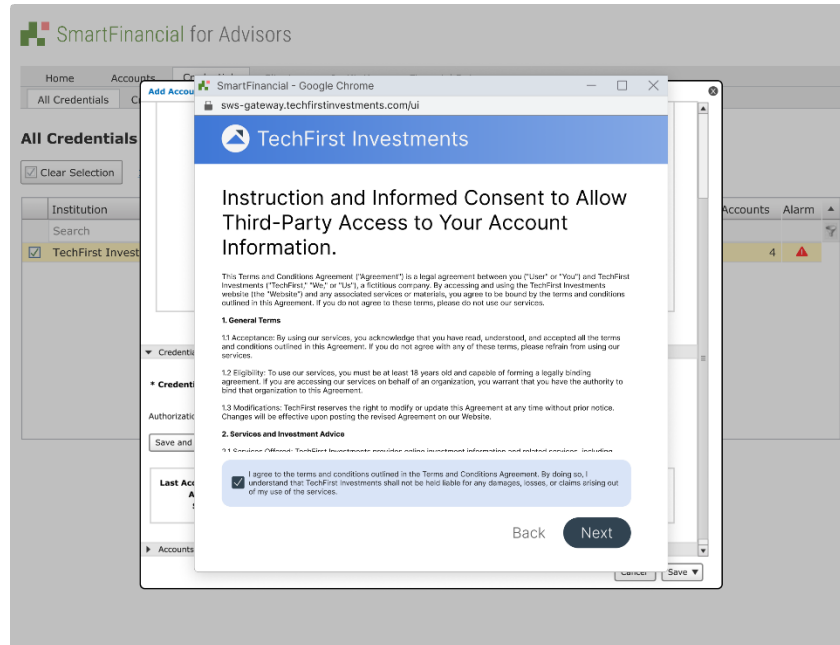 SmartFinancial for Advisors
Home Accounts
All Credentials
Add Accou
SmartFinancial - Google Chrome
sws-gateway.techfirstinvestments.com/ui
TechFirst Investments
All Credentials
Clear Selection
Institution Accounts Alarm
Search
TechFirst Invest 4
Instruction and Informed Consent to Allow
Third-Party Access to Your Account
Information.
This Terms and Conditions Agreement ("Agreement") is a legal agreement between you ("User" or "You") and TechFirst
Investments ("TechFirst," "We," or "Us"), a fictitious company. By accessing and using the TechFirst Investments
website (the "Website") and any associated services or materials, you agree to be bound by the terms and conditions
outlined in this Agreement. If you do not agree to these terms, please do not use our services.
1. General Terms
1.1 Acceptance: By using our services, you acknowledge that you have read, understood, and accepted all the terms
and conditions outlined in this Agreement. If you do not agree with any of these terms, please refrain from using our
services.
1.2 Eligibility: To use our services, you must be at least 18 years old and capable of forming a legally binding
agreement. If you are accessing our services on behalf of an organization, you warrant that you have the authority to
bind that organization to this Agreement.
1.3 Modifications: TechFirst reserves the right to modify or update this Agreement at any time without prior notice.
Changes will be effective upon posting the revised Agreement on our Website.
2. Services and Investment Advice
2.1 Services Offered: TechFirst Investments provides online investment information and related services, including
I agree to the terms and conditions outlined in the Terms and Conditions Agreement. By doing so, I
understand that TechFirst Investments shall not be held liable for any damages, losses, or claims arising out
of my use of the services.
Back Next
Credentia
* Credenti
Authorizatio
Save and
Last Acc
A
Accounts
Cancel Save